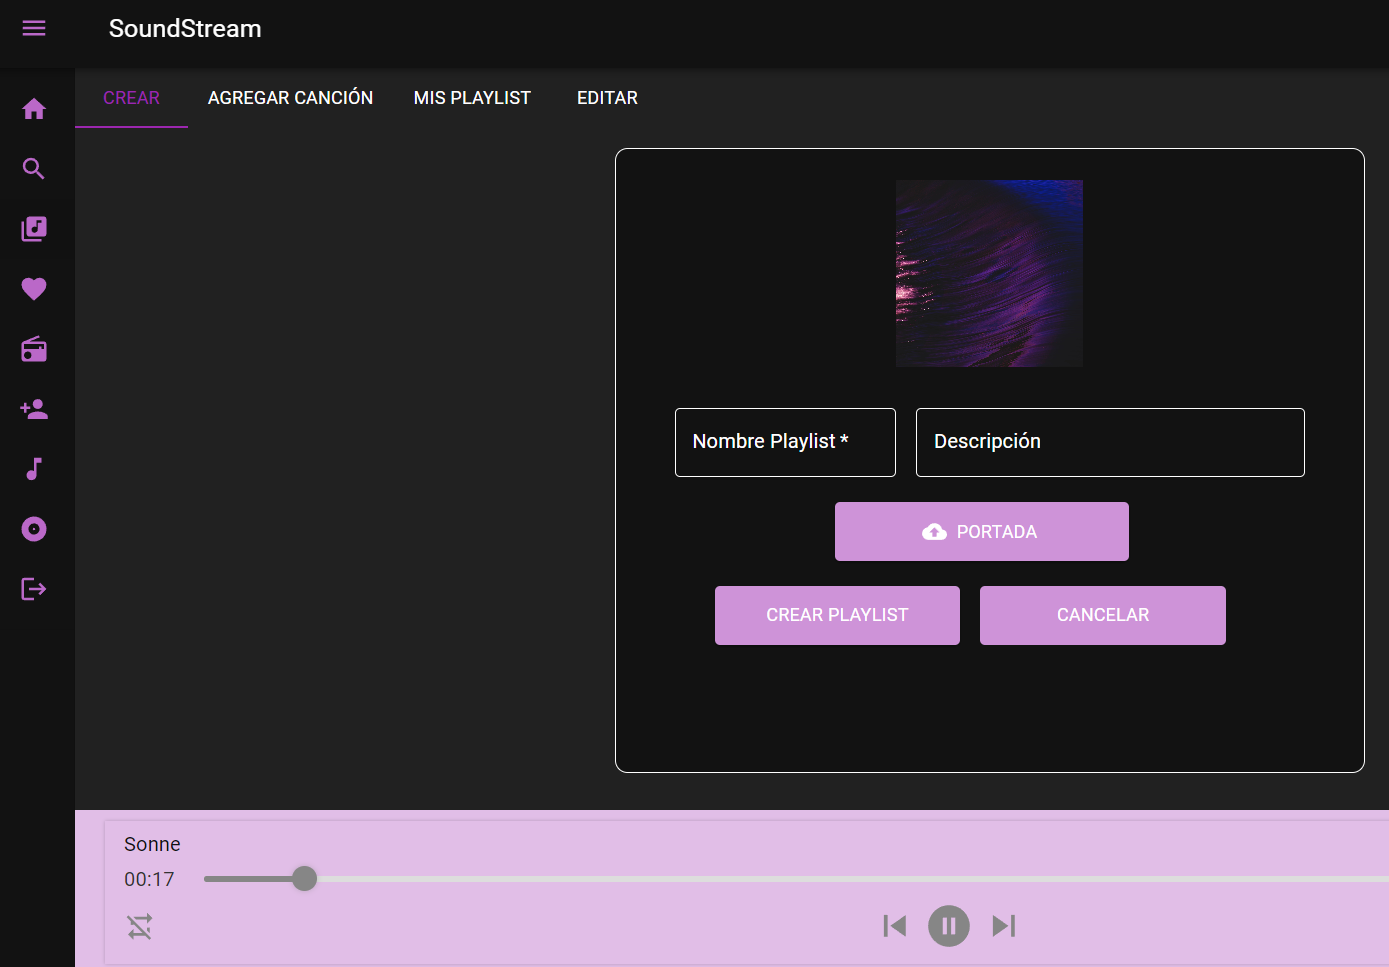 SoundStream
CREAR AGREGAR CANCIÓN MIS PLAYLIST EDITAR
Nombre Playlist * Descripción
PORTADA
CREAR PLAYLIST CANCELAR
Sonne
00:17